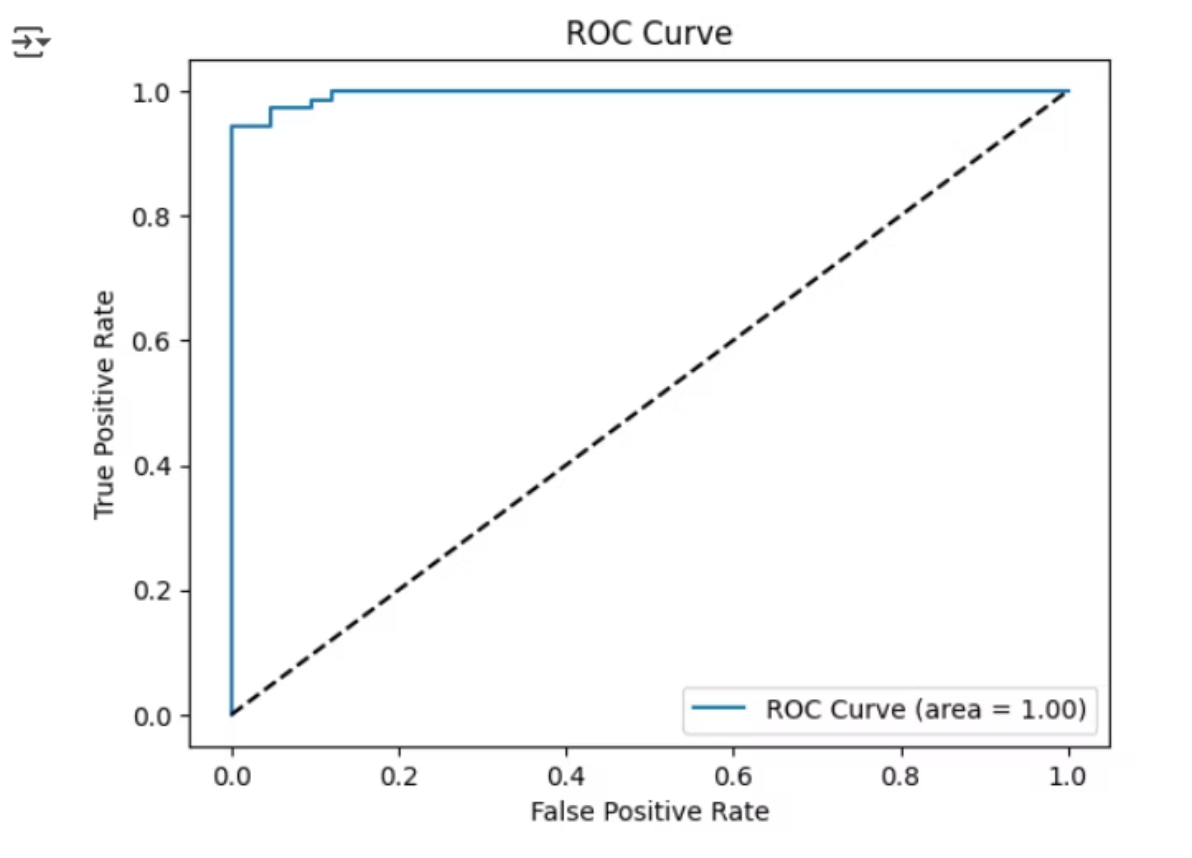 ROC Curve
1.0
0.8
0.6
0.4
0.2
0.0
True Positive Rate
ROC Curve (area = 1.00)
0.0 0.2 0.4 0.6 0.8 1.0
False Positive Rate